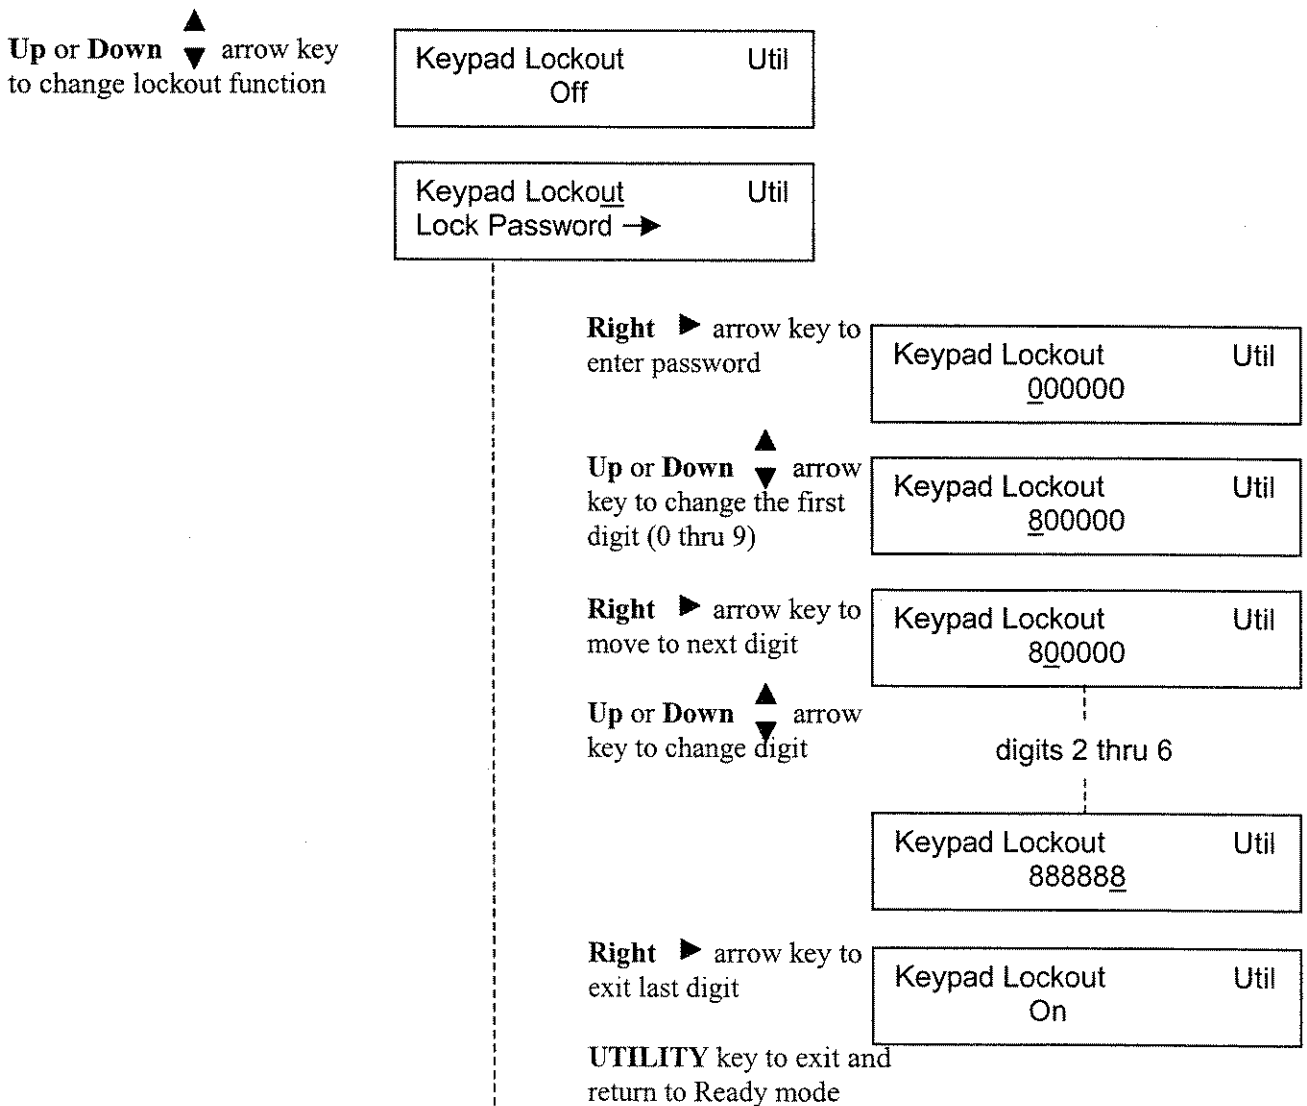 Up or Down ▲▼ arrow key
to change lockout function
Keypad Lockout Util
Off
Keypad Lockout Util
Lock Password →
Right ► arrow key to
enter password
Keypad Lockout Util
000000
Up or Down ▲▼ arrow
key to change the first
digit (0 thru 9)
Keypad Lockout Util
800000
Right ► arrow key to
move to next digit
Keypad Lockout Util
800000
Up or Down ▲▼ arrow
key to change digit
digits 2 thru 6
Keypad Lockout Util
888888
Right ► arrow key to
exit last digit
Keypad Lockout Util
On
UTILITY key to exit and
return to Ready mode